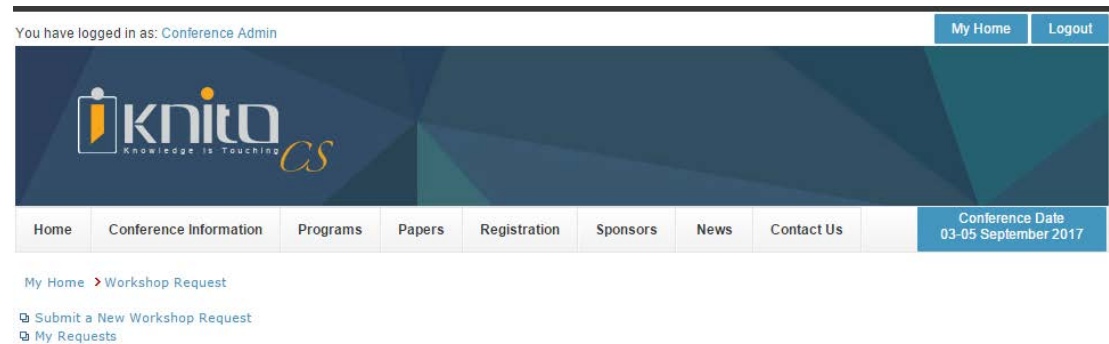 You have logged in as: Conference Admin
My Home
Logout
iknito
Knowledge Is Touching
CS
Home
Conference Information
Programs
Papers
Registration
Sponsors
News
Contact Us
Conference Date
03-05 September 2017
My Home > Workshop Request
Submit a New Workshop Request
My Requests